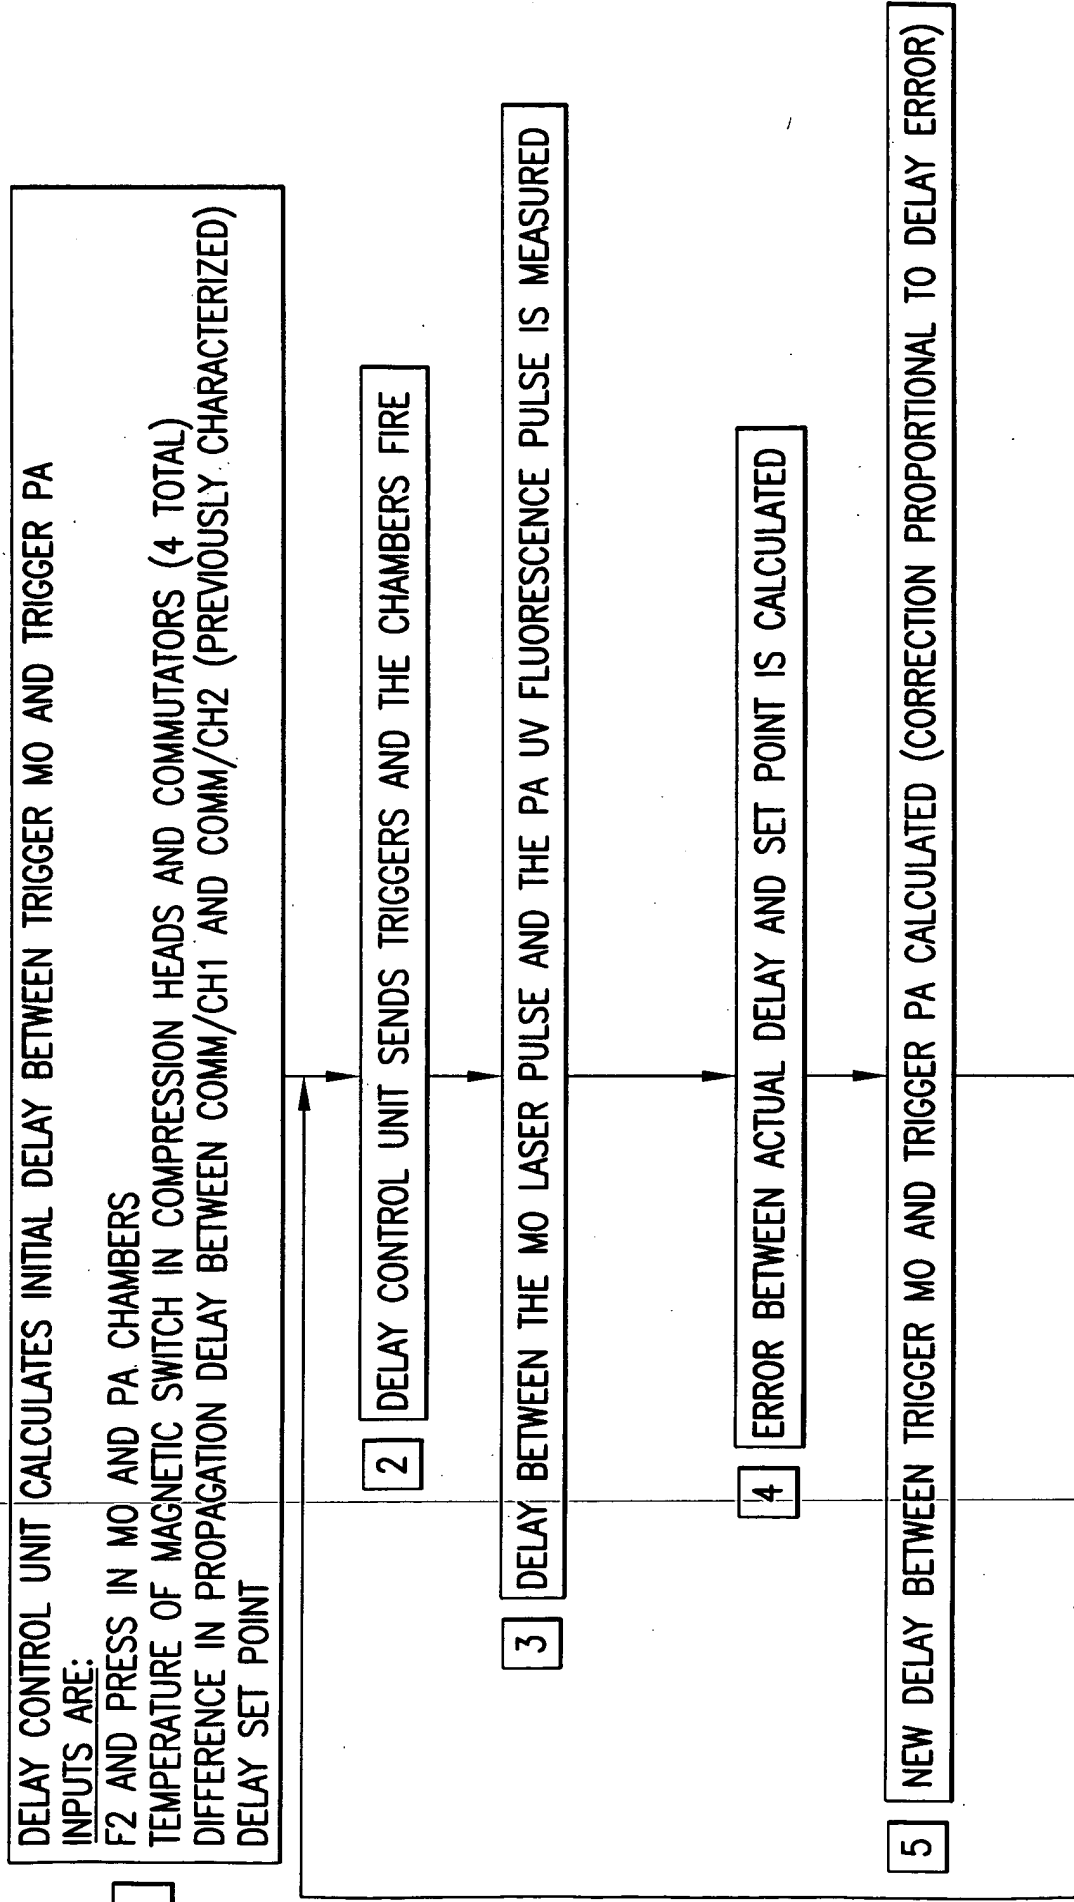 DELAY CONTROL UNIT CALCULATES INITIAL DELAY BETWEEN TRIGGER MO AND TRIGGER PA
INPUTS ARE:
F2 AND PRESS IN MO AND PA CHAMBERS
TEMPERATURE OF MAGNETIC SWITCH IN COMPRESSION HEADS AND COMMUTATORS (4 TOTAL)
DIFFERENCE IN PROPAGATION DELAY BETWEEN COMM/CH1 AND COMM/CH2 (PREVIOUSLY CHARACTERIZED)
DELAY SET POINT
2 DELAY CONTROL UNIT SENDS TRIGGERS AND THE CHAMBERS FIRE
3 DELAY BETWEEN THE MO LASER PULSE AND THE PA UV FLUORESCENCE PULSE IS MEASURED
4 ERROR BETWEEN ACTUAL DELAY AND SET POINT IS CALCULATED
5 NEW DELAY BETWEEN TRIGGER MO AND TRIGGER PA CALCULATED (CORRECTION PROPORTIONAL TO DELAY ERROR)